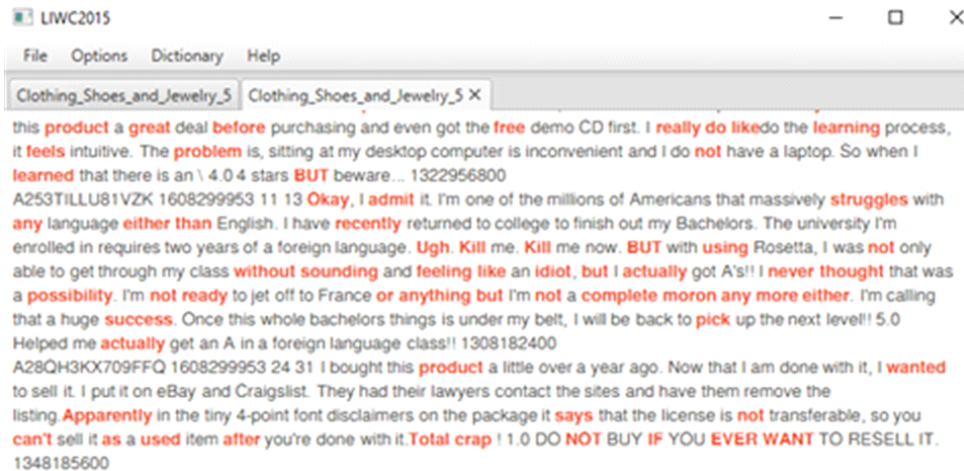 LIWC2015
File Options Dictionary Help
Clothing_Shoes_and_Jewelry_5 Clothing_Shoes_and_Jewelry_5 ✕
this product a great deal before purchasing and even got the free demo CD first. I really do likedo the learning process,
it feels intuitive. The problem is, sitting at my desktop computer is inconvenient and I do not have a laptop. So when I
learned that there is an \ 4.0 4 stars BUT beware... 1322956800
A253TILLU81VZK 1608299953 11 13 Okay, I admit it. I'm one of the millions of Americans that massively struggles with
any language either than English. I have recently returned to college to finish out my Bachelors. The university I'm
enrolled in requires two years of a foreign language. Ugh. Kill me. Kill me now. BUT with using Rosetta, I was not only
able to get through my class without sounding and feeling like an idiot, but I actually got A's!! I never thought that was
a possibility. I'm not ready to jet off to France or anything but I'm not a complete moron any more either. I'm calling
that a huge success. Once this whole bachelors things is under my belt, I will be back to pick up the next level!! 5.0
Helped me actually get an A in a foreign language class!! 1308182400
A28QH3KX709FFQ 1608299953 24 31 I bought this product a little over a year ago. Now that I am done with it, I wanted
to sell it. I put it on eBay and Craigslist. They had their lawyers contact the sites and have them remove the
listing.Apparently in the tiny 4-point font disclaimers on the package it says that the license is not transferable, so you
can't sell it as a used item after you're done with it.Total crap ! 1.0 DO NOT BUY IF YOU EVER WANT TO RESELL IT.
1348185600